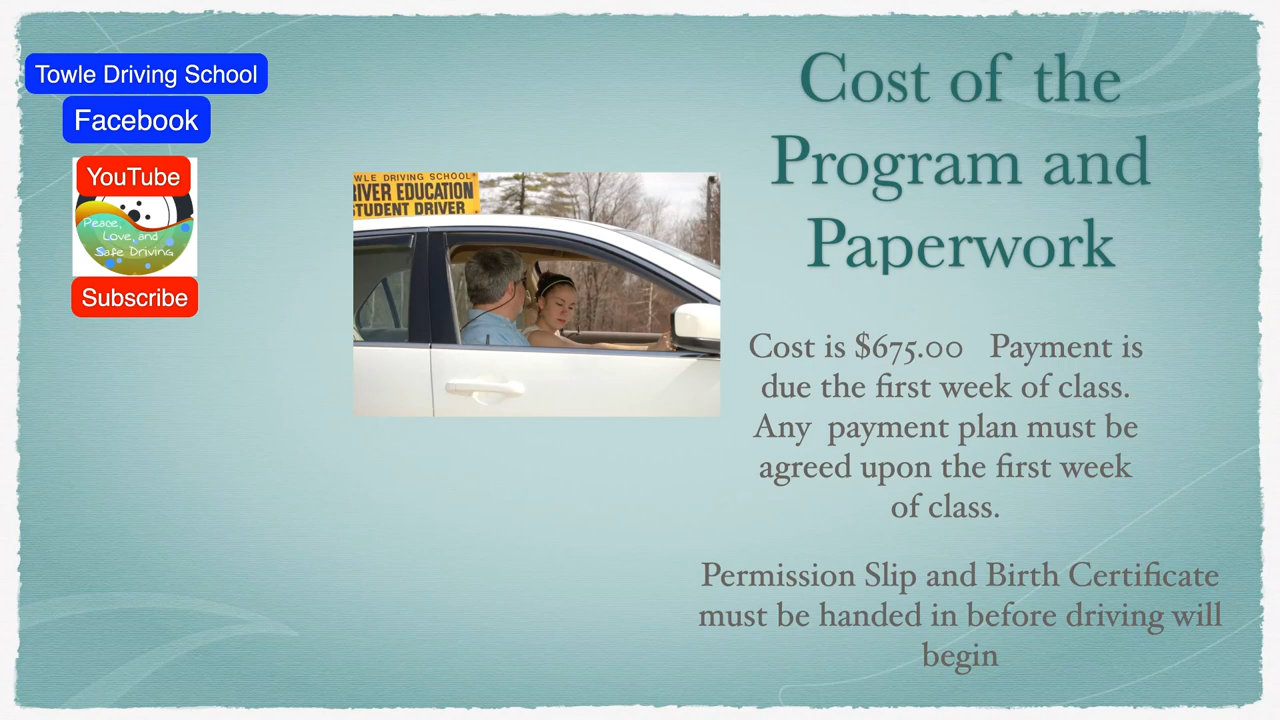 Towle Driving School
Facebook
YouTube
Peace,
Love, and
Safe Driving
Subscribe
WLE DRIVING SCHOOL
IVER EDUCATION
STUDENT DRIVER
Cost of the
Program and
Paperwork
Cost is $675.00 Payment is
due the first week of class.
Any payment plan must be
agreed upon the first week
of class.
Permission Slip and Birth Certificate
must be handed in before driving will
begin